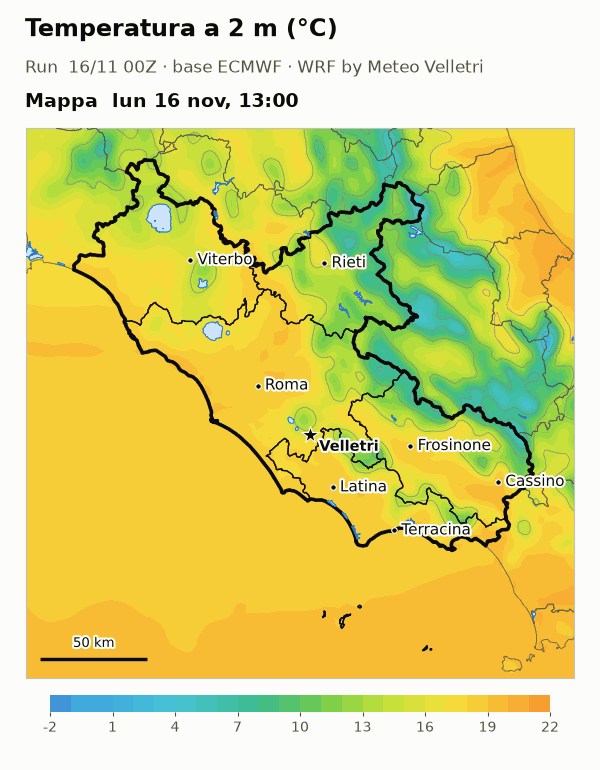 Temperatura a 2 m (°C)
Run  16/11 00Z · base ECMWF · WRF by Meteo Velletri
Mappa  lun 16 nov, 13:00
Viterbo
Rieti
Roma
Velletri
Frosinone
Cassino
Latina
Terracina
50 km
-2 1 4 7 10 13 16 19 22